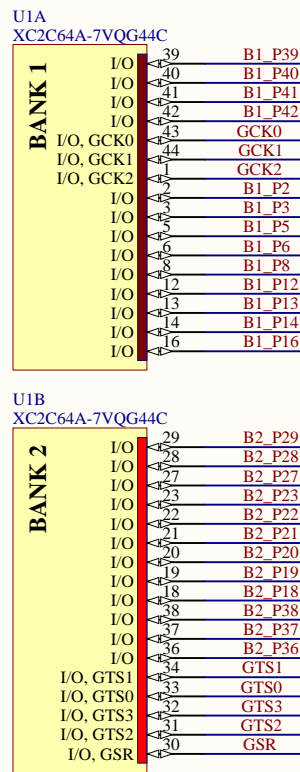 U1A
XC2C64A-7VQG44C
BANK 1
I/O 39 B1_P39
I/O 40 B1_P40
I/O 41 B1_P41
I/O 42 B1_P42
I/O, GCK0 43 GCK0
I/O, GCK1 44 GCK1
I/O, GCK2 1 GCK2
I/O 2 B1_P2
I/O 3 B1_P3
I/O 5 B1_P5
I/O 6 B1_P6
I/O 8 B1_P8
I/O 12 B1_P12
I/O 13 B1_P13
I/O 14 B1_P14
I/O 16 B1_P16
U1B
XC2C64A-7VQG44C
BANK 2
I/O 29 B2_P29
I/O 28 B2_P28
I/O 27 B2_P27
I/O 23 B2_P23
I/O 22 B2_P22
I/O 21 B2_P21
I/O 20 B2_P20
I/O 19 B2_P19
I/O 18 B2_P18
I/O 38 B2_P38
I/O 37 B2_P37
I/O 36 B2_P36
I/O, GTS1 34 GTS1
I/O, GTS0 33 GTS0
I/O, GTS3 32 GTS3
I/O, GTS2 31 GTS2
I/O, GSR 30 GSR